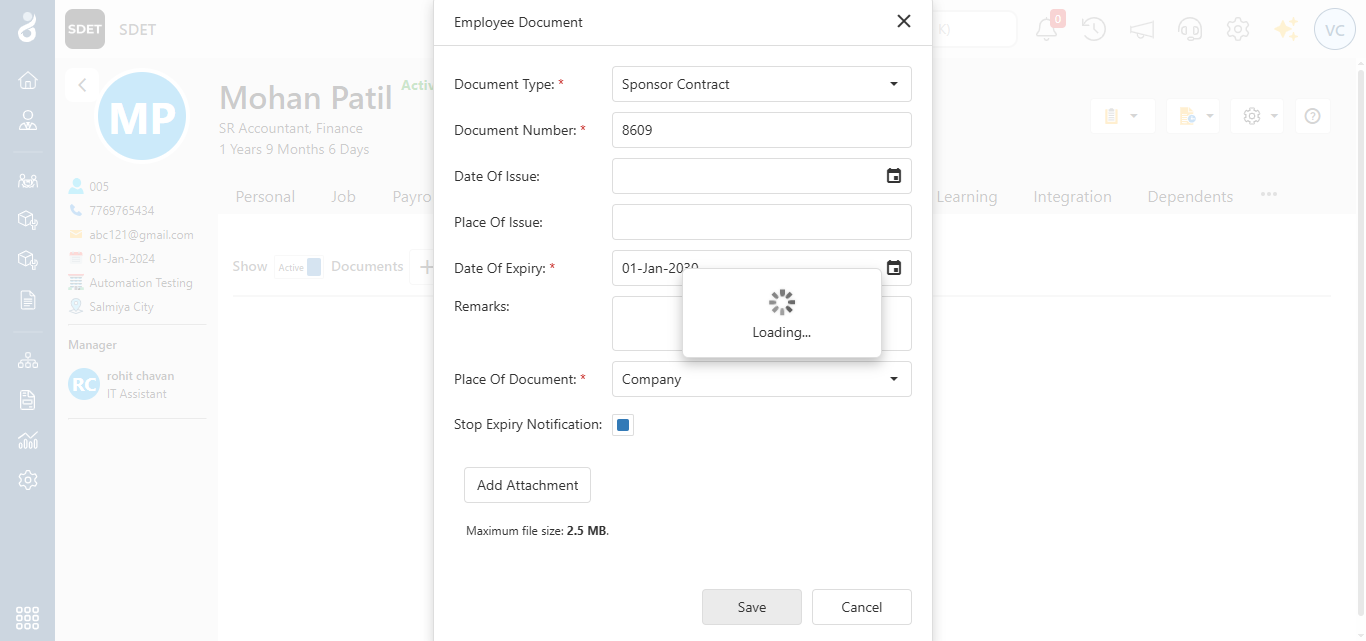 SDET SDET
K)
0
VC
Employee Document
MP
Mohan Patil
SR Accountant, Finance
1 Years 9 Months 6 Days
005
7769765434
abc121@gmail.com
01-Jan-2024
Automation Testing
Salmiya City
Manager
RC
rohit chavan
IT Assistant
Personal Job Learning Integration Dependents
Show Active Documents
Document Type: * Sponsor Contract
Document Number: * 8609
Date Of Issue:
Place Of Issue:
Date Of Expiry: * 01-Jan-2030
Remarks:
Loading...
Place Of Document: * Company
Stop Expiry Notification:
Add Attachment
Maximum file size: 2.5 MB.
Save Cancel